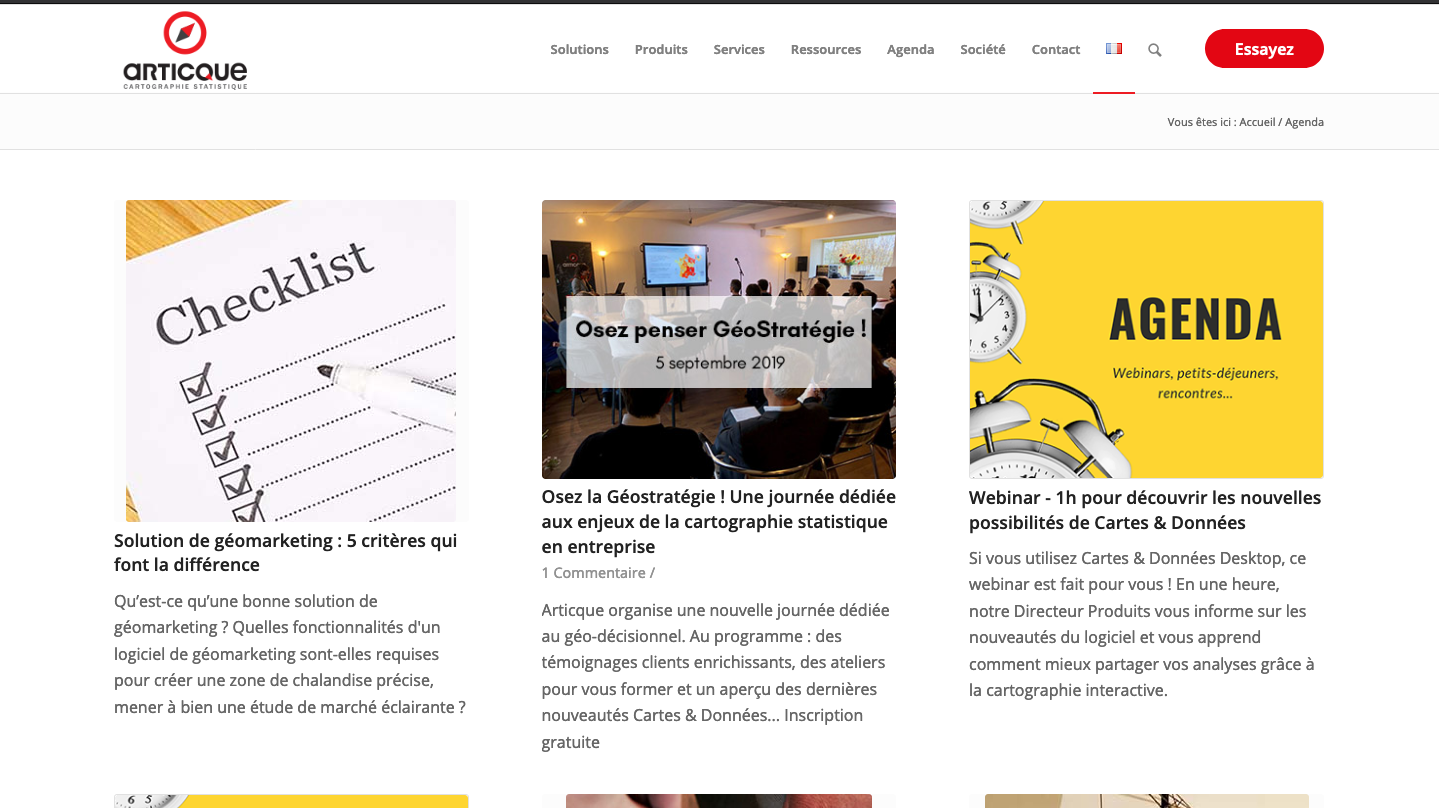 ARTICQUE
CARTOGRAPHIE STATISTIQUE
Solutions
Produits
Services
Ressources
Agenda
Société
Contact
Essayez
Vous êtes ici : Accueil / Agenda
Checklist
Solution de géomarketing : 5 critères qui
font la différence
Qu’est-ce qu’une bonne solution de
géomarketing ? Quelles fonctionnalités d'un
logiciel de géomarketing sont-elles requises
pour créer une zone de chalandise précise,
mener à bien une étude de marché éclairante ?
Osez penser GéoStratégie !
5 septembre 2019
Osez la Géostratégie ! Une journée dédiée
aux enjeux de la cartographie statistique
en entreprise
1 Commentaire /
Articque organise une nouvelle journée dédiée
au géo-décisionnel. Au programme : des
témoignages clients enrichissants, des ateliers
pour vous former et un aperçu des dernières
nouveautés Cartes & Données... Inscription
gratuite
AGENDA
Webinars, petits-déjeuners,
rencontres...
Webinar - 1h pour découvrir les nouvelles
possibilités de Cartes & Données
Si vous utilisez Cartes & Données Desktop, ce
webinar est fait pour vous ! En une heure,
notre Directeur Produits vous informe sur les
nouveautés du logiciel et vous apprend
comment mieux partager vos analyses grâce à
la cartographie interactive.